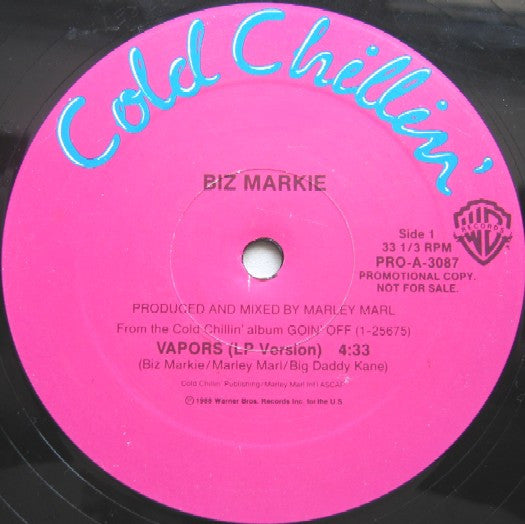 Cold Chillin'
BIZ MARKIE
Side 1
33 1/3 RPM
PRO-A-3087
PROMOTIONAL COPY.
NOT FOR SALE.
WB
RECORDS
PRODUCED AND MIXED BY MARLEY MARL
From the Cold Chillin' album GOIN' OFF (1-25675)
VAPORS (LP Version) 4:33
(Biz Markie/Marley Marl/Big Daddy Kane)
Cold Chillin' Publishing/Marley Marl Int'l ASCAP
℗ © 1988 Warner Bros. Records Inc. for the U.S.